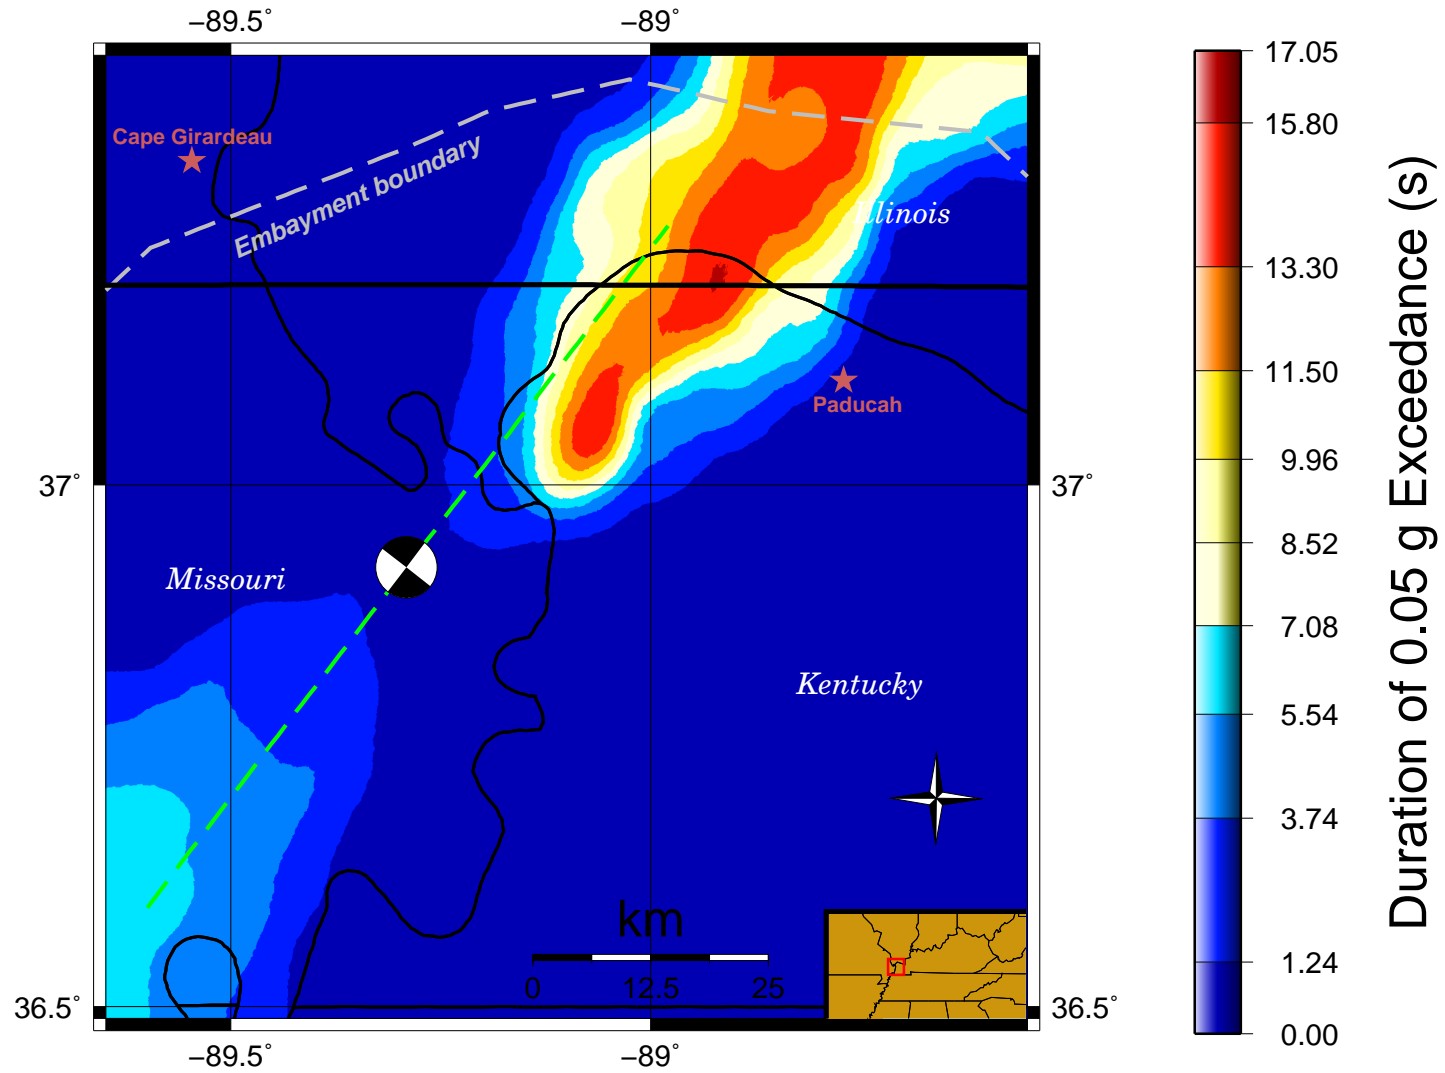 −89.5˚ −89˚
17.05
Cape Girardeau
15.80
Embayment boundary
Illinois
13.30
11.50
Paducah
9.96
37˚ 37˚
8.52
Missouri
7.08
Kentucky
5.54
3.74
km
1.24
0 12.5 25
36.5˚ 36.5˚
0.00
−89.5˚ −89˚
Duration of 0.05 g Exceedance (s)